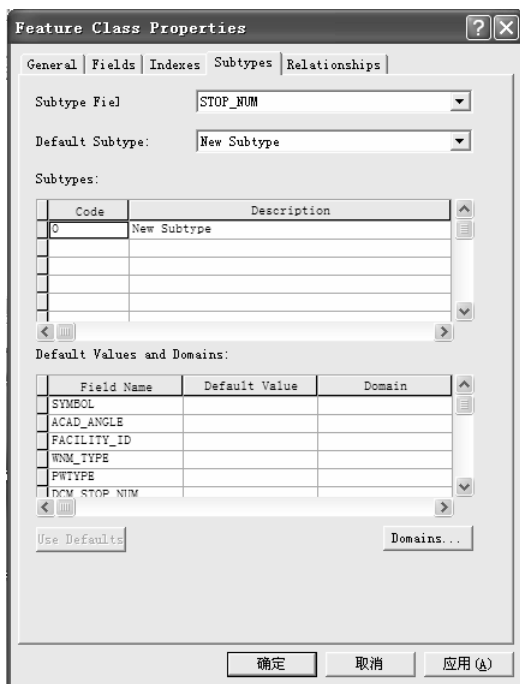 Feature Class Properties
General Fields Indexes Subtypes Relationships
Subtype Fiel STOP_NUM
Default Subtype: New Subtype
Subtypes:
Code Description
0 New Subtype
Default Values and Domains:
Field Name Default Value Domain
SYMBOL
ACAD_ANGLE
FACILITY_ID
WNM_TYPE
PWTYPE
DCM_STOP_NUM
Use Defaults Domains...
确定 取消 应用(A)